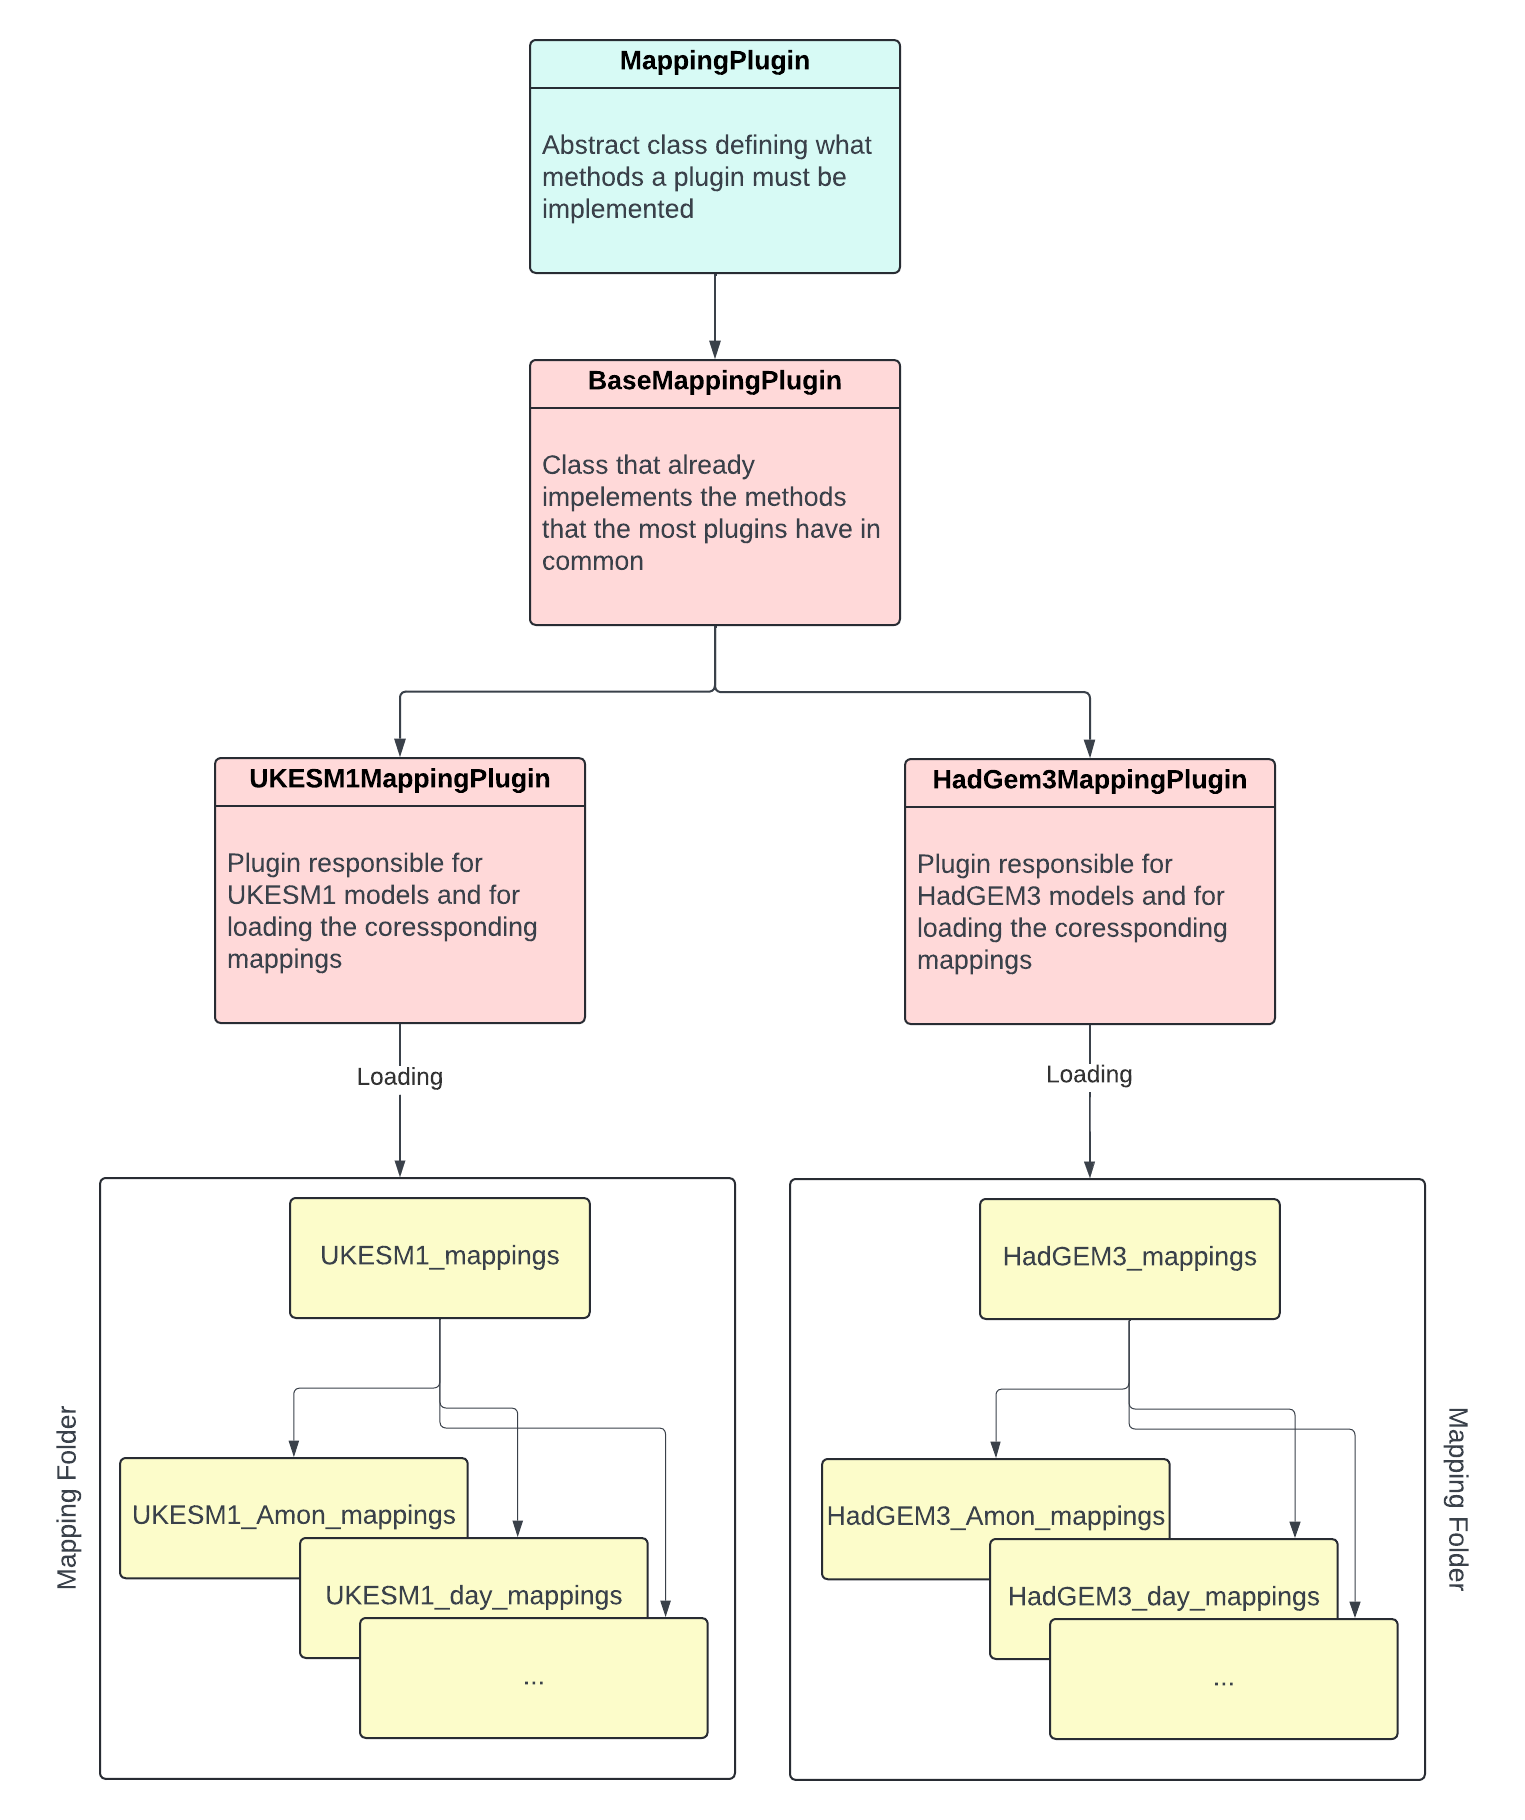 MappingPlugin
Abstract class defining what
methods a plugin must be
implemented
BaseMappingPlugin
Class that already
impelements the methods
that the most plugins have in
common
UKESM1MappingPlugin
Plugin responsible for
UKESM1 models and for
loading the coressponding
mappings
HadGem3MappingPlugin
Plugin responsible for
HadGEM3 models and for
loading the coressponding
mappings
Loading
Loading
Mapping Folder
UKESM1_mappings
UKESM1_Amon_mappings
UKESM1_day_mappings
...
HadGEM3_mappings
HadGEM3_Amon_mappings
HadGEM3_day_mappings
...
Mapping Folder